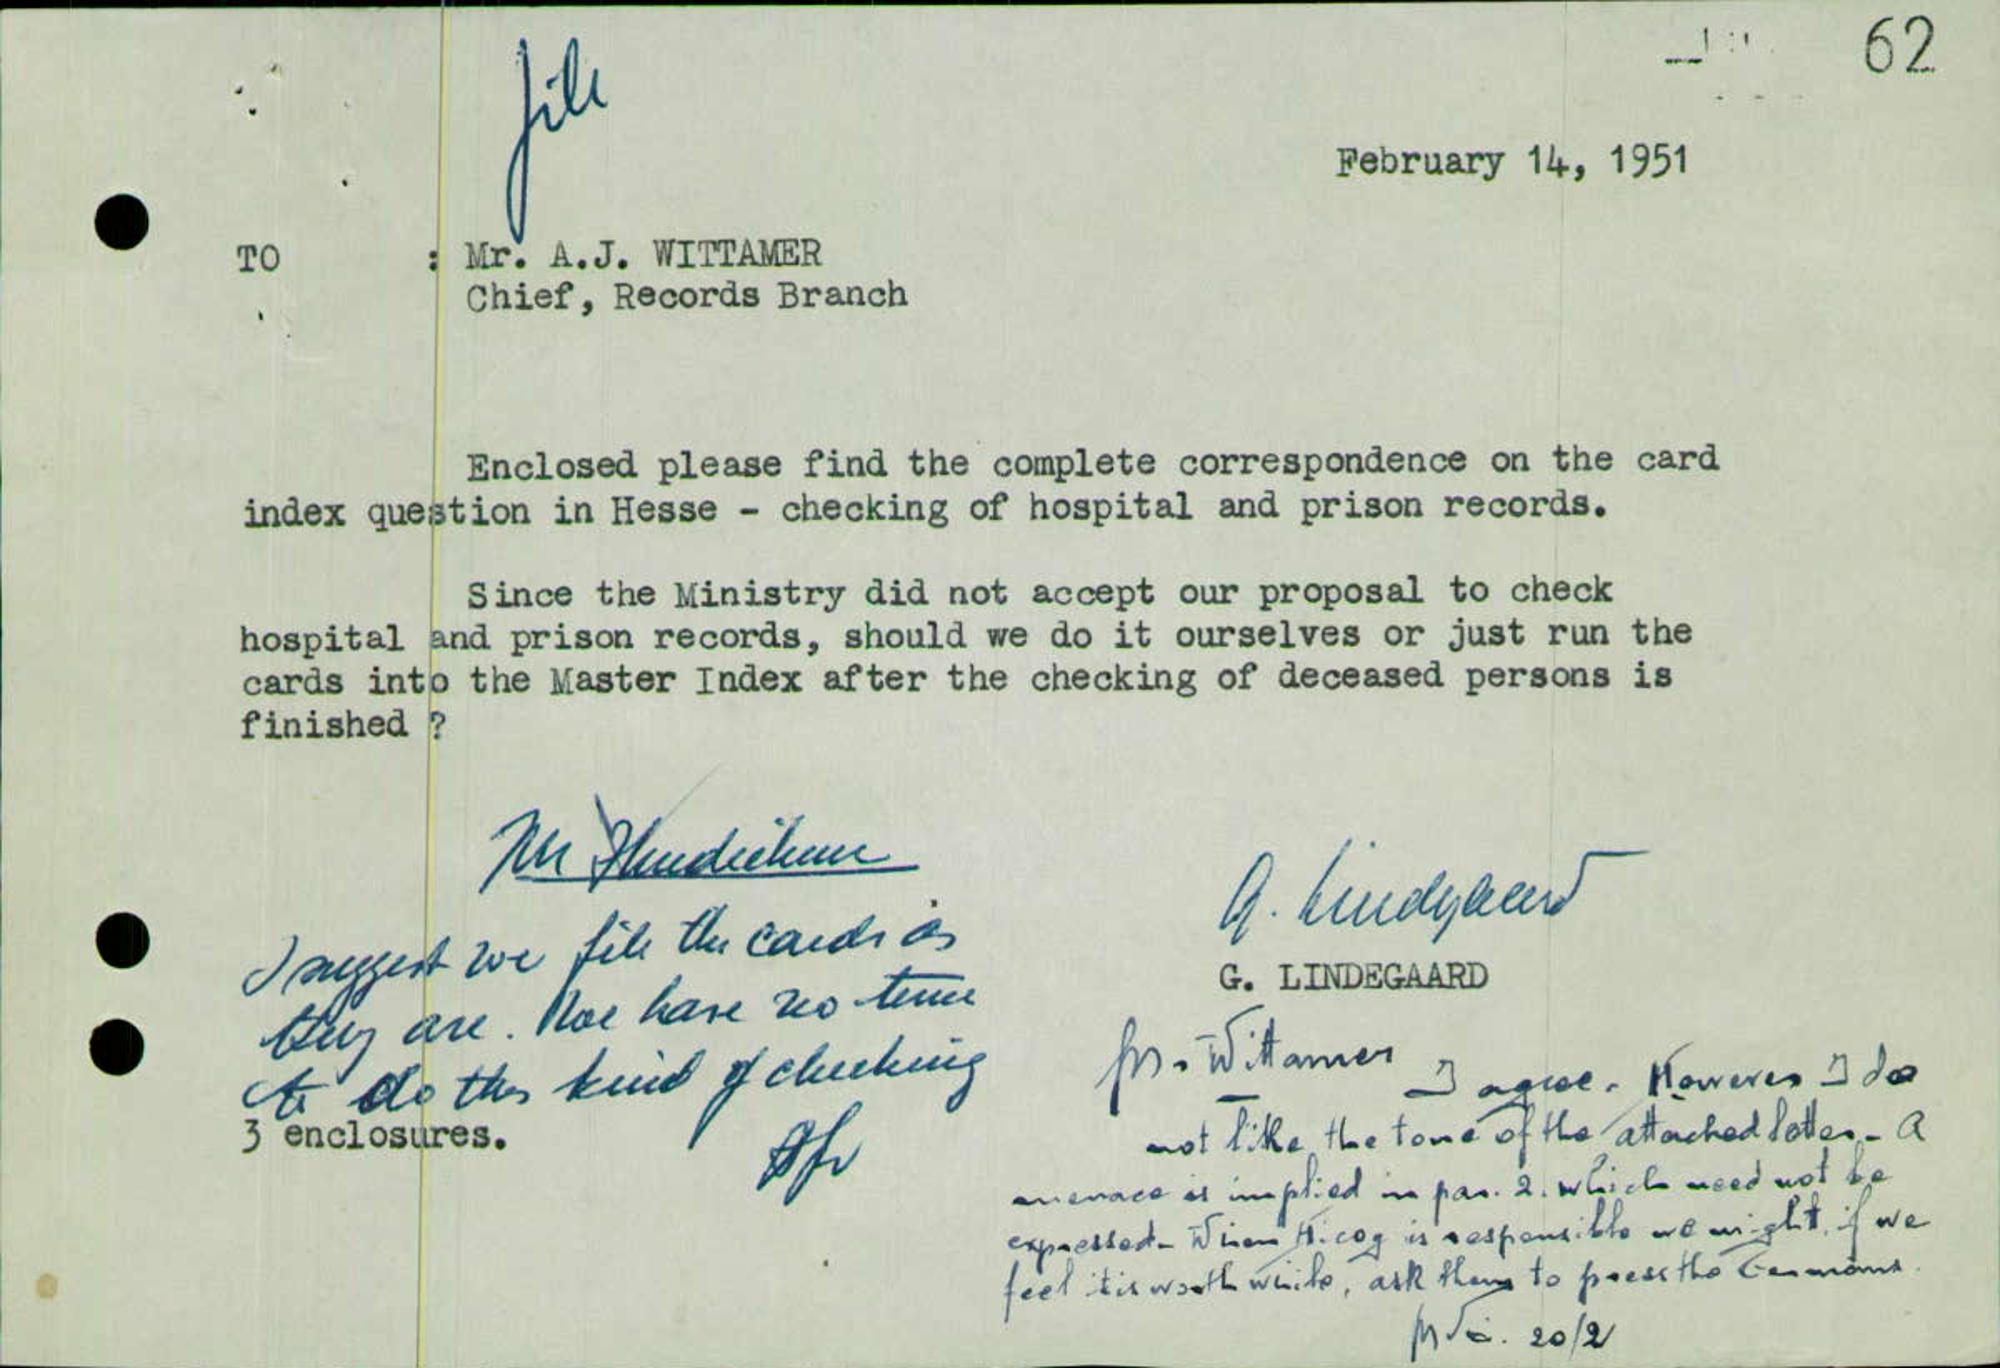 62
file
February 14, 1951
TO : Mr. A.J. WITTAMER
Chief, Records Branch
Enclosed please find the complete correspondence on the card
index question in Hesse - checking of hospital and prison records.
Since the Ministry did not accept our proposal to check
hospital and prison records, should we do it ourselves or just run the
cards into the Master Index after the checking of deceased persons is
finished ?
Mr
I suggest we file the cards as
they are. We have no time
to do this kind of checking
3 enclosures.
G. Lindegaard
G. LINDEGAARD
Mr. Wittamer
I agree. However I do
not like the tone of the attached letter. A
menace is implied in par. 2. which need not be
expressed. When Hicog is responsible we might, if we
feel it is worth while, ask them to press the Germans.
20/2